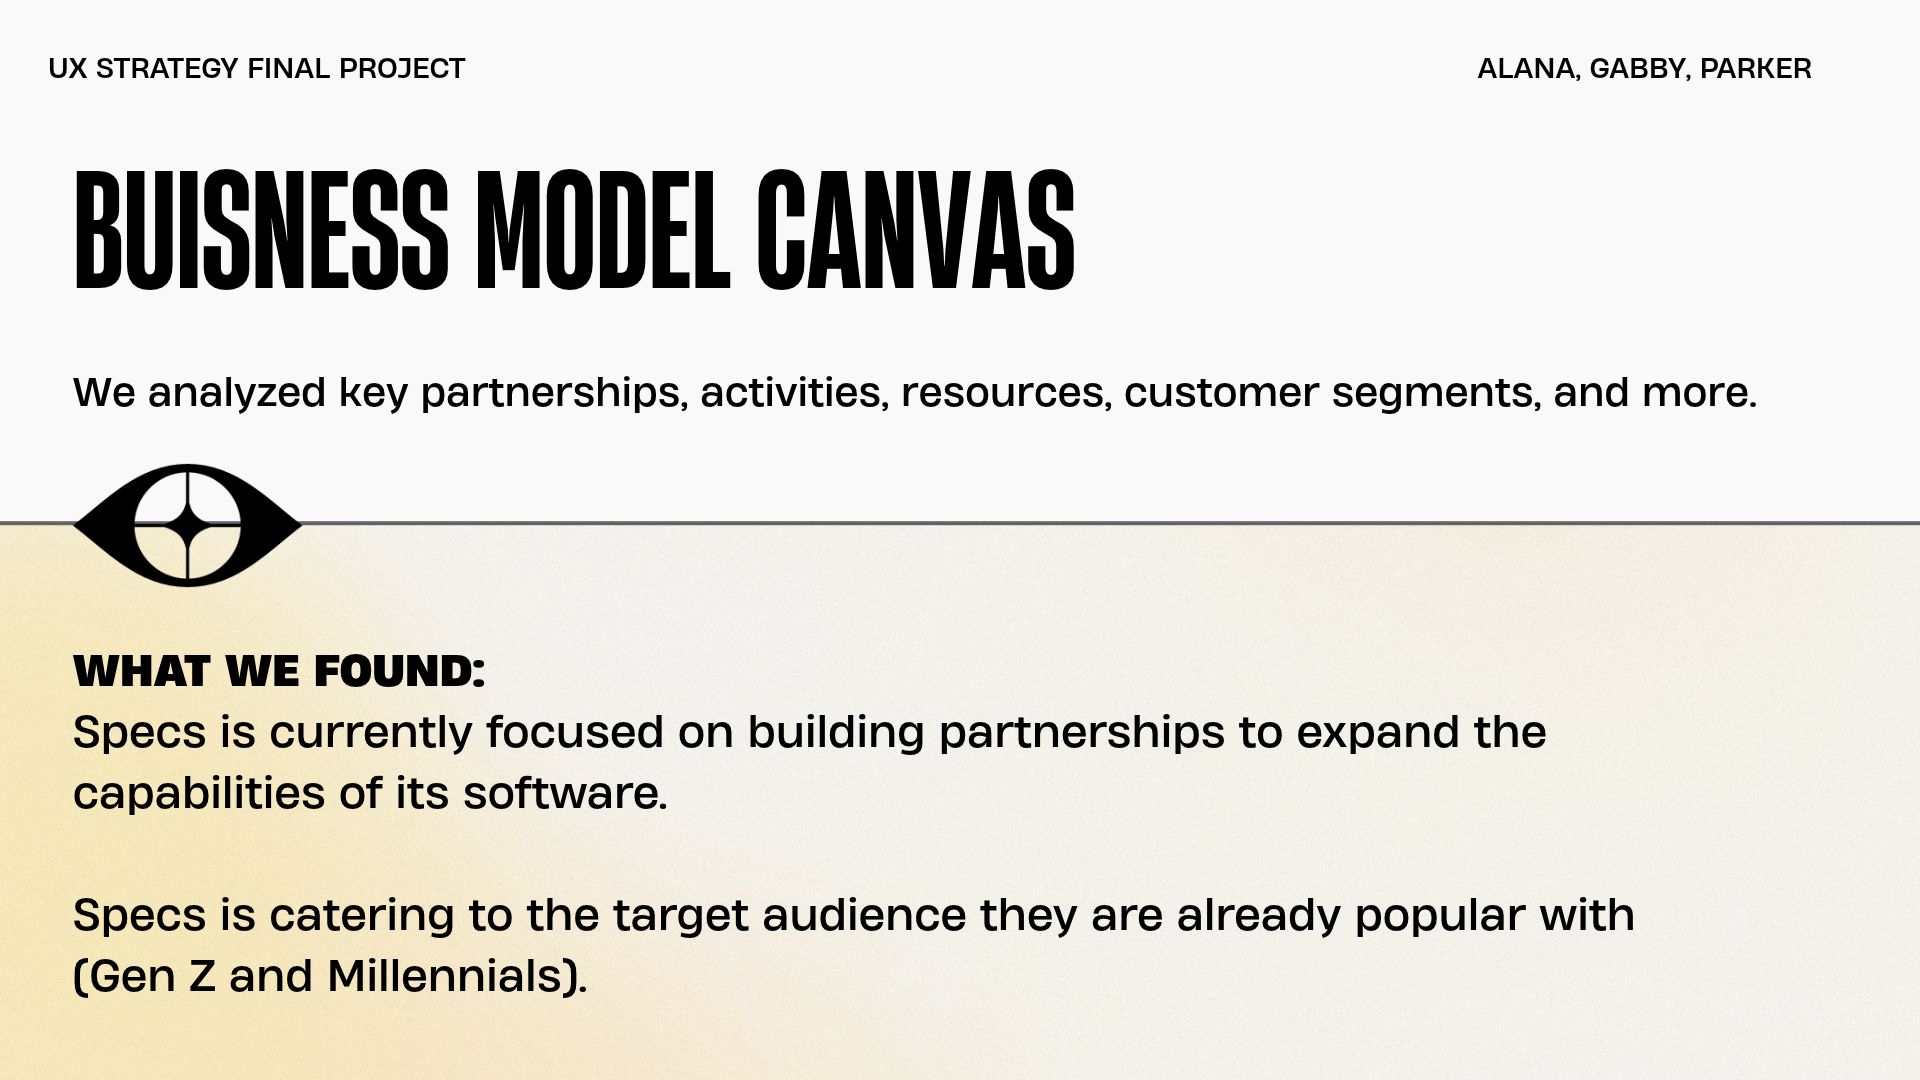 UX STRATEGY FINAL PROJECT
ALANA, GABBY, PARKER
BUISNESS MODEL CANVAS
We analyzed key partnerships, activities, resources, customer segments, and more.
WHAT WE FOUND:
Specs is currently focused on building partnerships to expand the
capabilities of its software.
Specs is catering to the target audience they are already popular with
(Gen Z and Millennials).